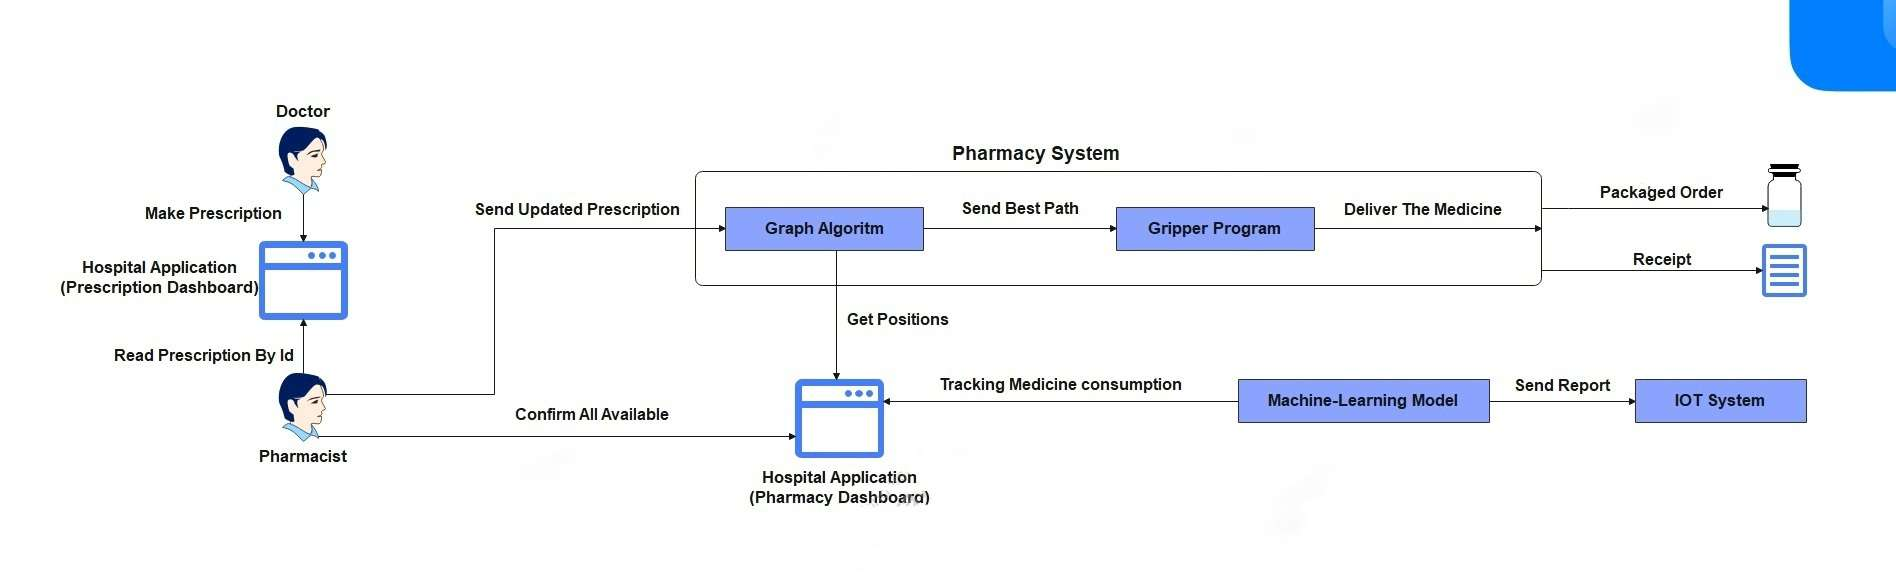 Doctor
Make Prescription
Hospital Application
(Prescription Dashboard)
Read Prescription By Id
Pharmacist
Send Updated Prescription
Confirm All Available
Pharmacy System
Graph Algoritm
Send Best Path
Gripper Program
Deliver The Medicine
Packaged Order
Receipt
Get Positions
Tracking Medicine consumption
Machine-Learning Model
Send Report
IOT System
Hospital Application
(Pharmacy Dashboard)